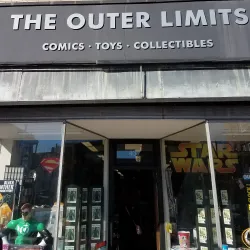 THE OUTER LIMITS
COMICS · TOYS · COLLECTIBLES
STAR
WARS